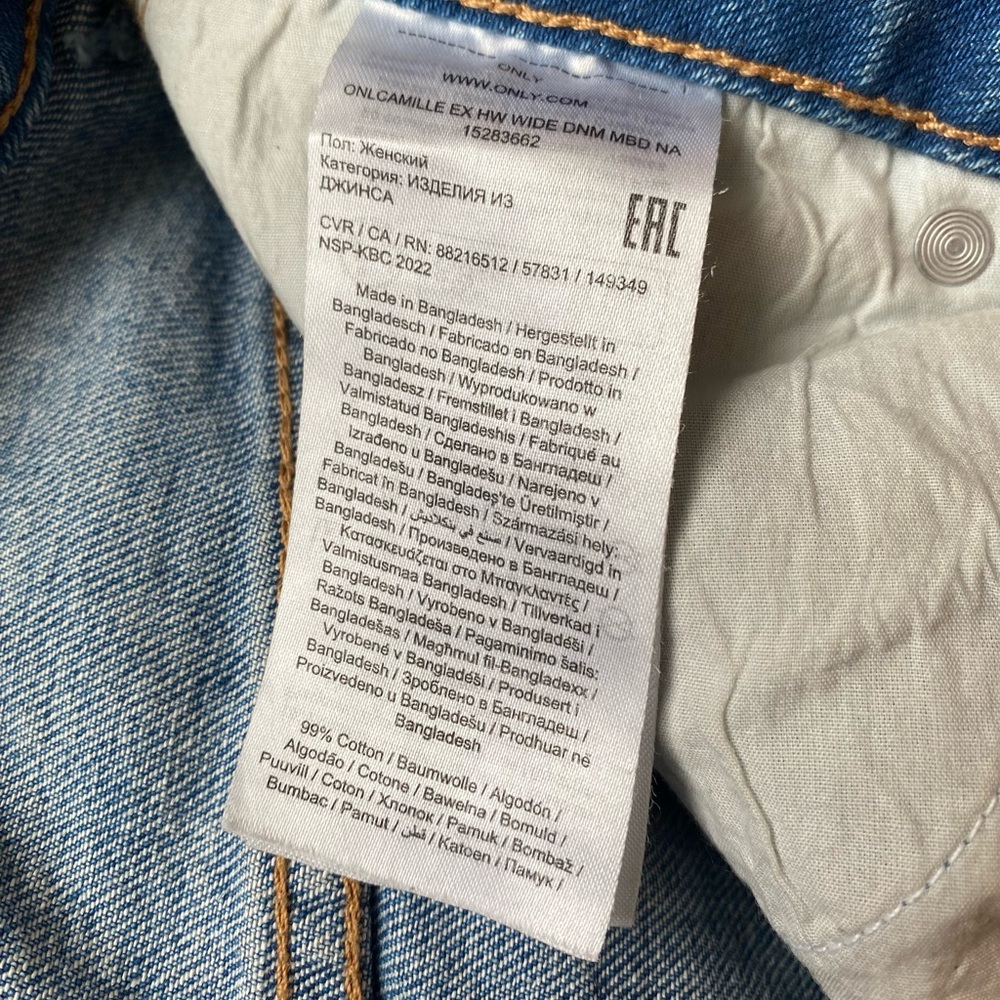 ONLY
WWW.ONLY.COM
ONLCAMILLE EX HW WIDE DNM MBD NA
15283662
Пол: Женский
Категория: ИЗДЕЛИЯ ИЗ
ДЖИНСА
EAC
CVR / CA / RN: 88216512 / 57831 / 149349
NSP-KBC 2022
Made in Bangladesh / Hergestellt in
Bangladesch / Fabricado en Bangladesh /
Fabricado no Bangladesh / Prodotto in
Bangladesh / Wyprodukowano w
Bangladesz / Fremstillet i Bangladesh /
Valmistatud Bangladeshis / Fabriqué au
Bangladesh / Сделано в Бангладеш /
Izrađeno u Bangladešu / Narejeno v
Bangladešu / Bangladeş'te Üretilmiştir /
Fabricat în Bangladesh / Származási hely:
Bangladesh / صنع في بنكلاديش / Vervaardigd in
Bangladesh / Произведено в Бангладеш /
Κατασκευάζεται στο Μπαγκλαντές /
Valmistusmaa Bangladesh / Tillverkad i
Bangladesh / Vyrobeno v Bangladéši /
Ražots Bangladeša / Pagaminimo šalis:
Bangladešas / Magħmul fil-Bangladexx /
Vyrobené v Bangladéši / Produsert i
Bangladesh / Зроблено в Бангладеш /
Proizvedeno u Bangladešu / Prodhuar në
Bangladesh
99% Cotton / Baumwolle / Algodón /
Algodão / Cotone / Bawełna / Bomuld /
Puuvill / Coton / Хлопок / Pamuk / Bombaž /
Bumbac / Pamut / قطن / Katoen / Памук /